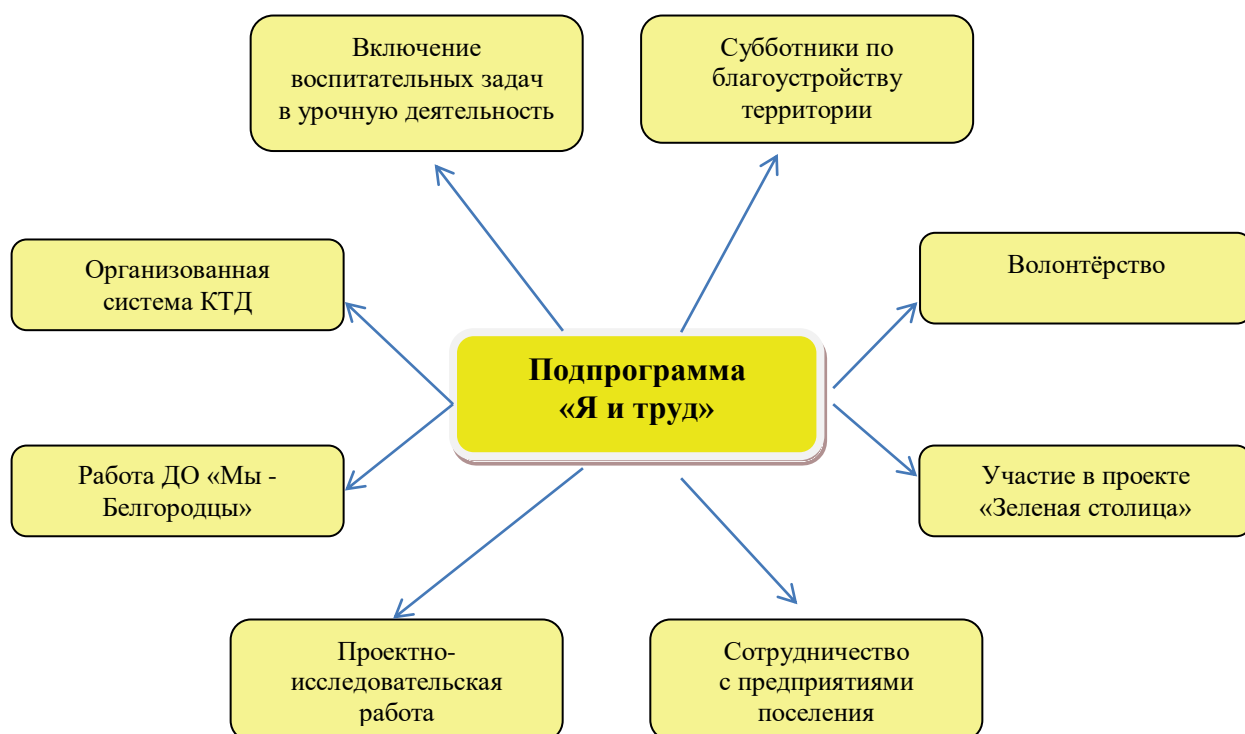 Включение
воспитательных задач
в урочную деятельность
Субботники по
благоустройству
территории
Организованная
система КТД
Волонтёрство
Подпрограмма
«Я и труд»
Работа ДО «Мы -
Белгородцы»
Участие в проекте
«Зеленая столица»
Проектно-
исследовательская
работа
Сотрудничество
с предприятиями
поселения